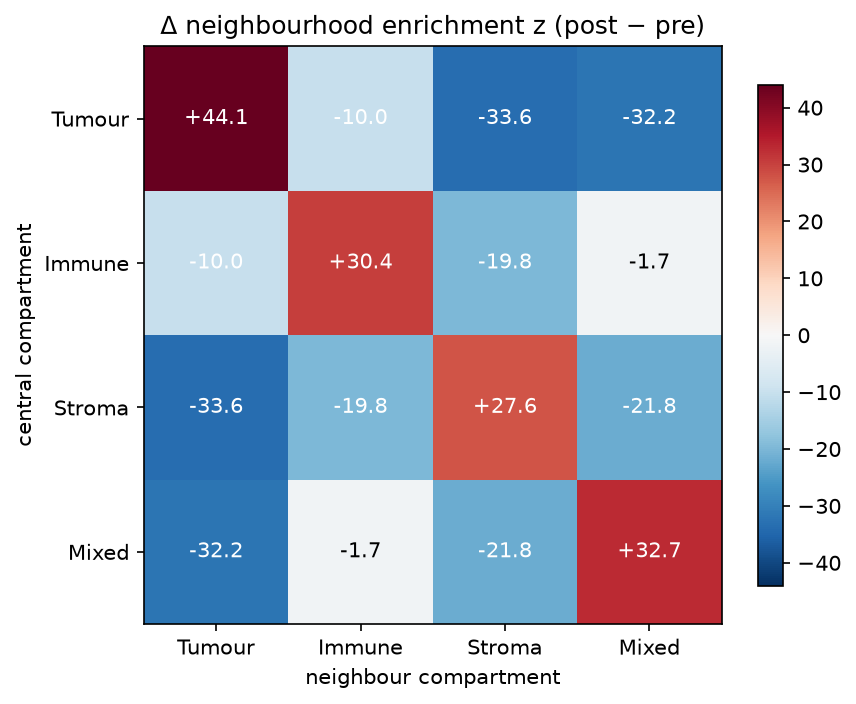 Δ neighbourhood enrichment z (post − pre)
central compartment
Tumour +44.1 -10.0 -33.6 -32.2
Immune -10.0 +30.4 -19.8 -1.7
Stroma -33.6 -19.8 +27.6 -21.8
Mixed -32.2 -1.7 -21.8 +32.7
Tumour Immune Stroma Mixed
neighbour compartment
40
30
20
10
0
−10
−20
−30
−40